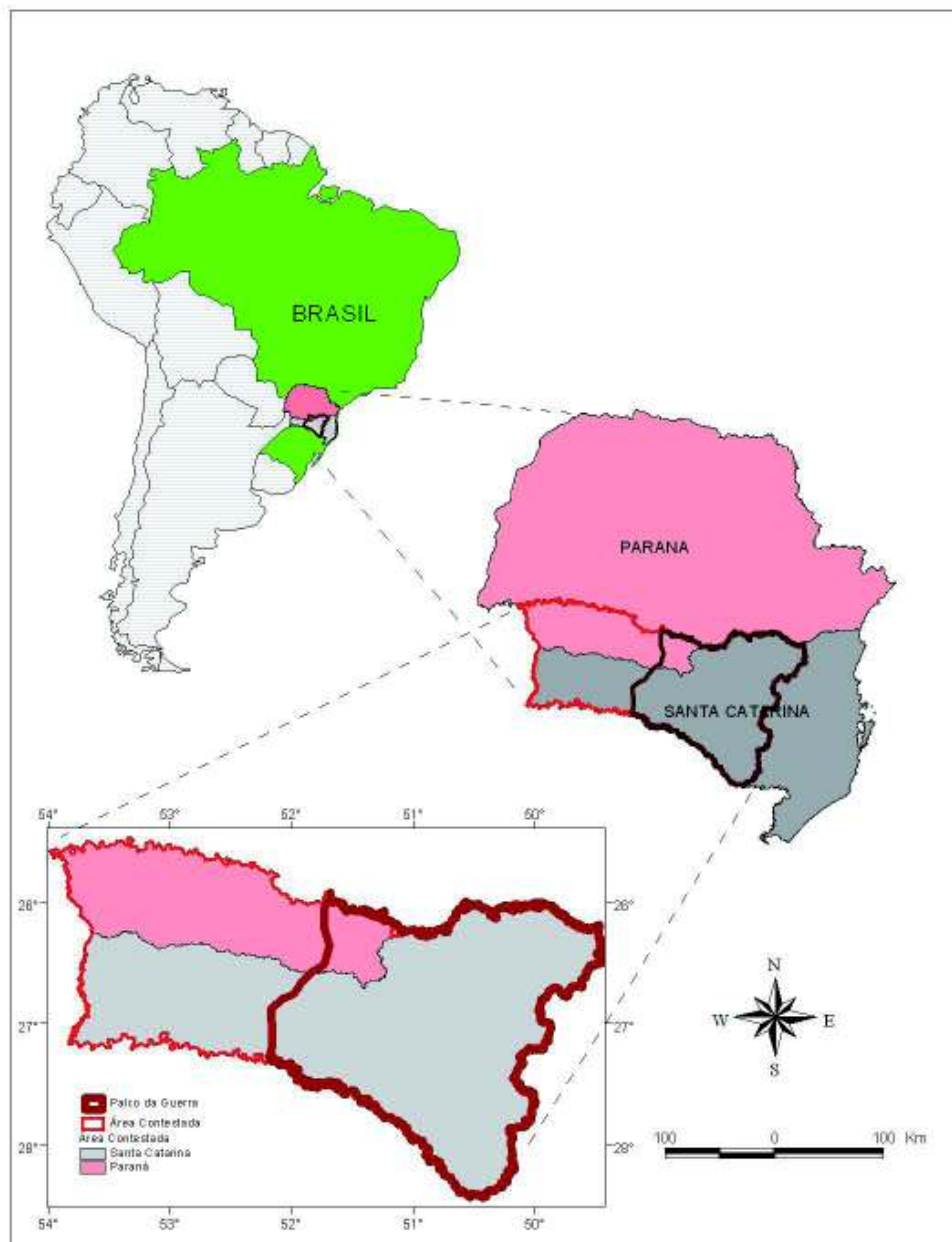 BRASIL
PARANA
SANTA CATARINA
54° 53° 52° 51° 50°
26° 26°
27° 27°
28° 28°
54° 53° 52° 51° 50°
Palco da Guerra
Área Contestada
Area Contestada
Santa Catarina
Paraná
N
W E
S
100 0 100 Km